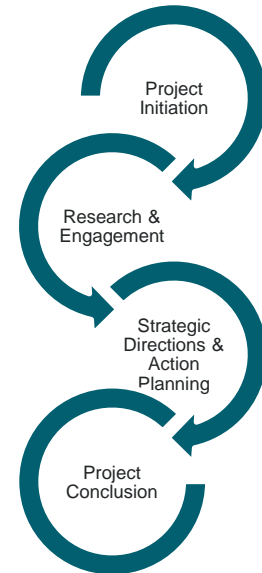 Project
Initiation
Research &
Engagement
Strategic
Directions &
Action
Planning
Project
Conclusion